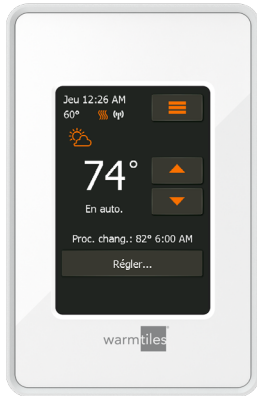 Jeu 12:26 AM
60°
74°
En auto.
Proc. chang.: 82° 6:00 AM
Régler...
warmtiles